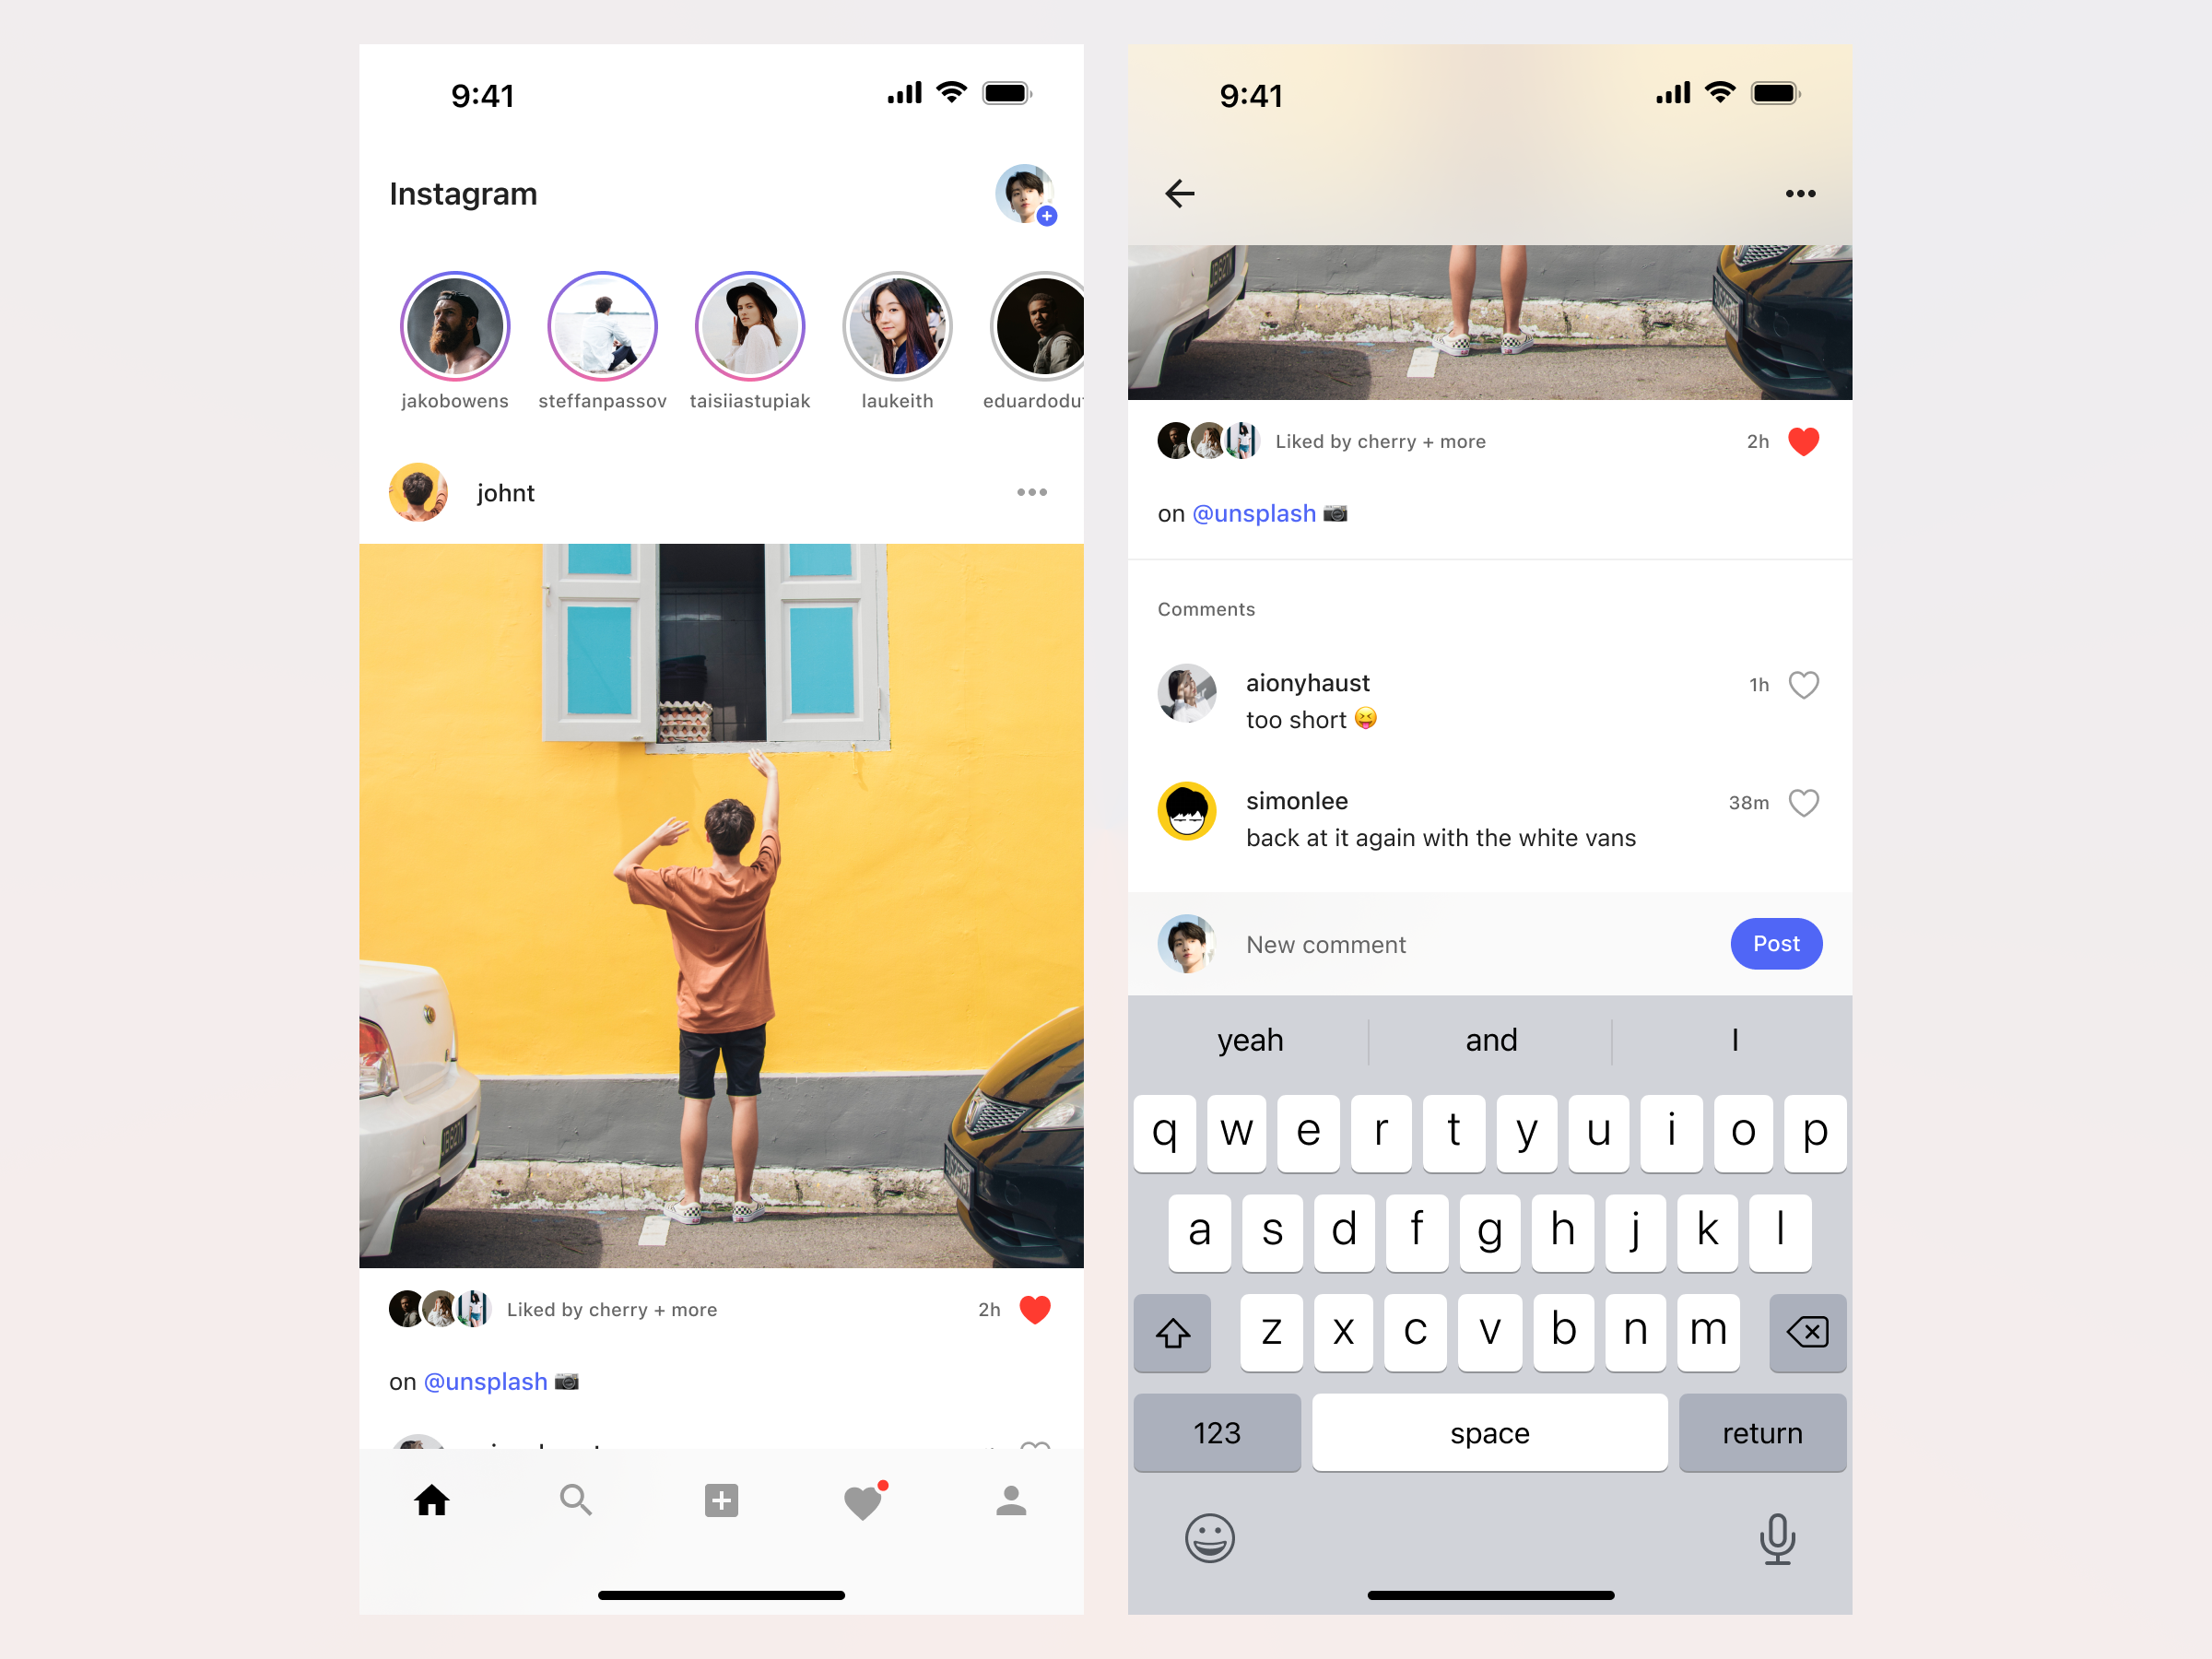 9:41
Instagram
jakobowens steffanpassov taisiiastupiak laukeith eduardodut
johnt
Liked by cherry + more 2h
on @unsplash 📷
9:41
Liked by cherry + more 2h
on @unsplash 📷
Comments
aionyhaust 1h
too short 😝
simonlee 38m
back at it again with the white vans
New comment Post
yeah and I
q w e r t y u i o p
a s d f g h j k l
z x c v b n m
123 space return